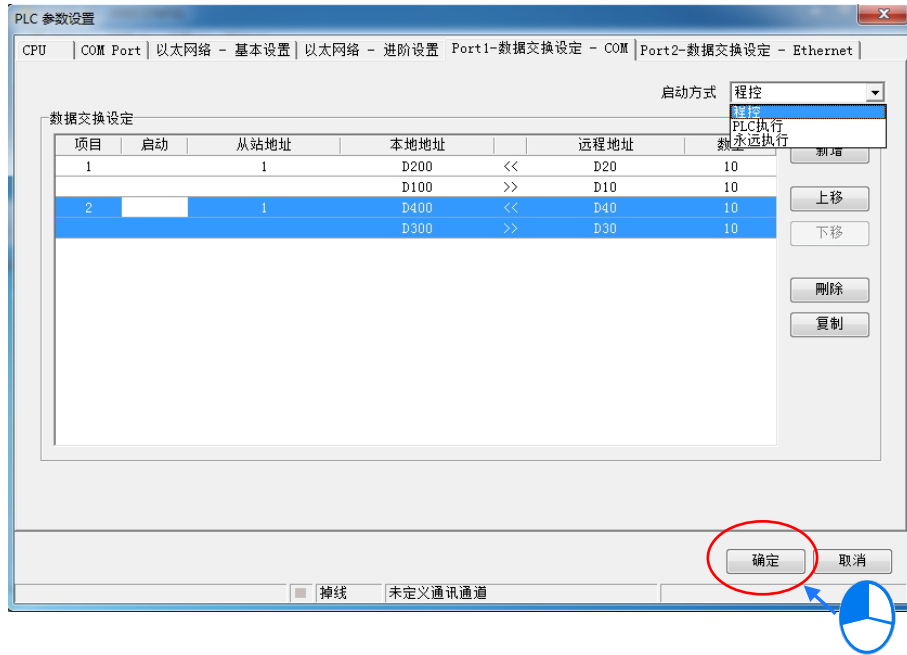 PLC 参数设置
CPU COM Port 以太网络 - 基本设置 以太网络 - 进阶设置 Port1-数据交换设定 - COM Port2-数据交换设定 - Ethernet
启动方式 程控
程控
PLC执行
永远执行
数据交换设定
项目 启动 从站地址 本地地址 远程地址
新增
1 1 D200 << D20 10
D100 >> D10 10
上移
2 1 D400 << D40 10
D300 >> D30 10
下移
刪除
复制
确定 取消
掉线 未定义通讯通道